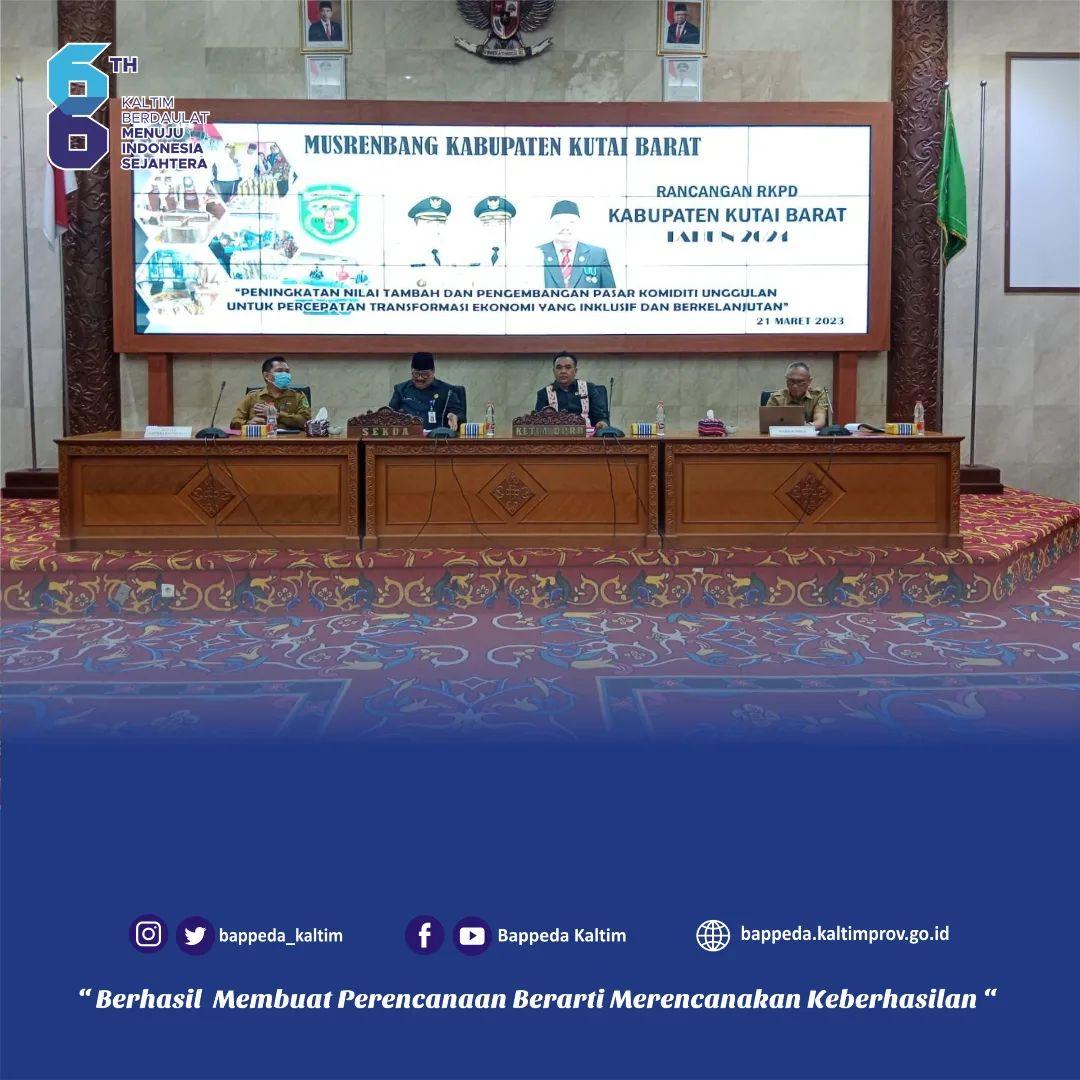 66TH
KALTIM
BERDAULAT
MENUJU
INDONESIA
SEJAHTERA
MUSRENBANG KABUPATEN KUTAI BARAT
RANCANGAN RKPD
KABUPATEN KUTAI BARAT
TAHUN 2024
"PENINGKATAN NILAI TAMBAH DAN PENGEMBANGAN PASAR KOMIDITI UNGGULAN
UNTUK PERCEPATAN TRANSFORMASI EKONOMI YANG INKLUSIF DAN BERKELANJUTAN"
21 MARET 2023
SEKDA
KETUA DPRD
bappeda_kaltim
Bappeda Kaltim
bappeda.kaltimprov.go.id
“ Berhasil Membuat Perencanaan Berarti Merencanakan Keberhasilan “